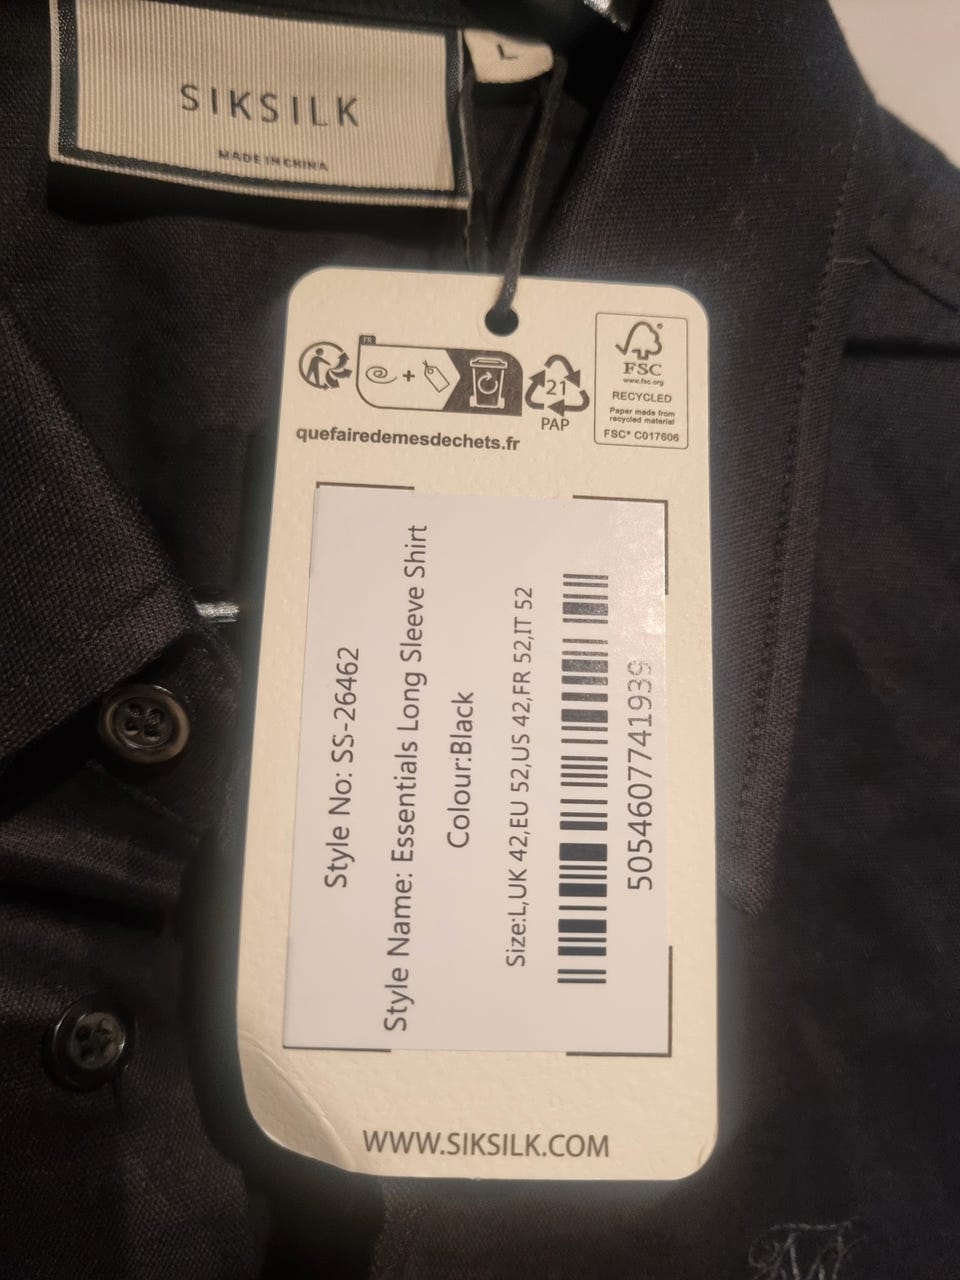 SIKSILK
MADE IN CHINA
L
FR
+
21
PAP
quefairedemesdechets.fr
FSC
www.fsc.org
RECYCLED
Paper made from
recycled material
FSC® C017606
Style No: SS-26462
Style Name: Essentials Long Sleeve Shirt
Colour:Black
Size:L,UK 42,EU 52,US 42,FR 52,IT 52
5054607741939
WWW.SIKSILK.COM